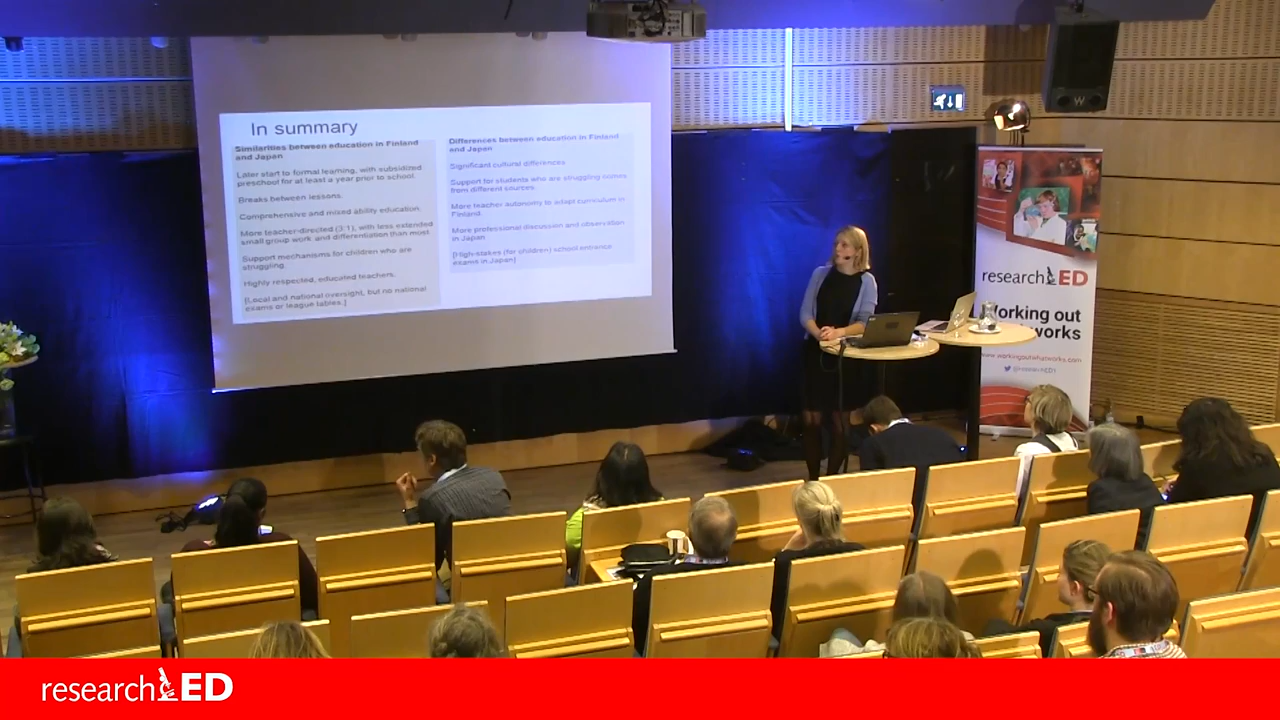 In summary
Similarities between education in Finland
and Japan
Later start to formal learning, with subsidized
preschool for at least a year prior to school.
Breaks between lessons.
Comprehensive and mixed ability education.
More teacher-directed (3:1), with less extended
small group work and differentiation than most
Support mechanisms for children who are
struggling.
Highly respected, educated teachers.
[Local and national oversight, but no national
exams or league tables.]
Differences between education in Finland
and Japan
Significant cultural differences
Support for students who are struggling comes
from different sources.
More teacher autonomy to adapt curriculum in
Finland.
More professional discussion and observation
in Japan
[High-stakes (for children) school entrance
exams in Japan]
researchED
Working out
works
www.workingoutwhatworks.com
researchED